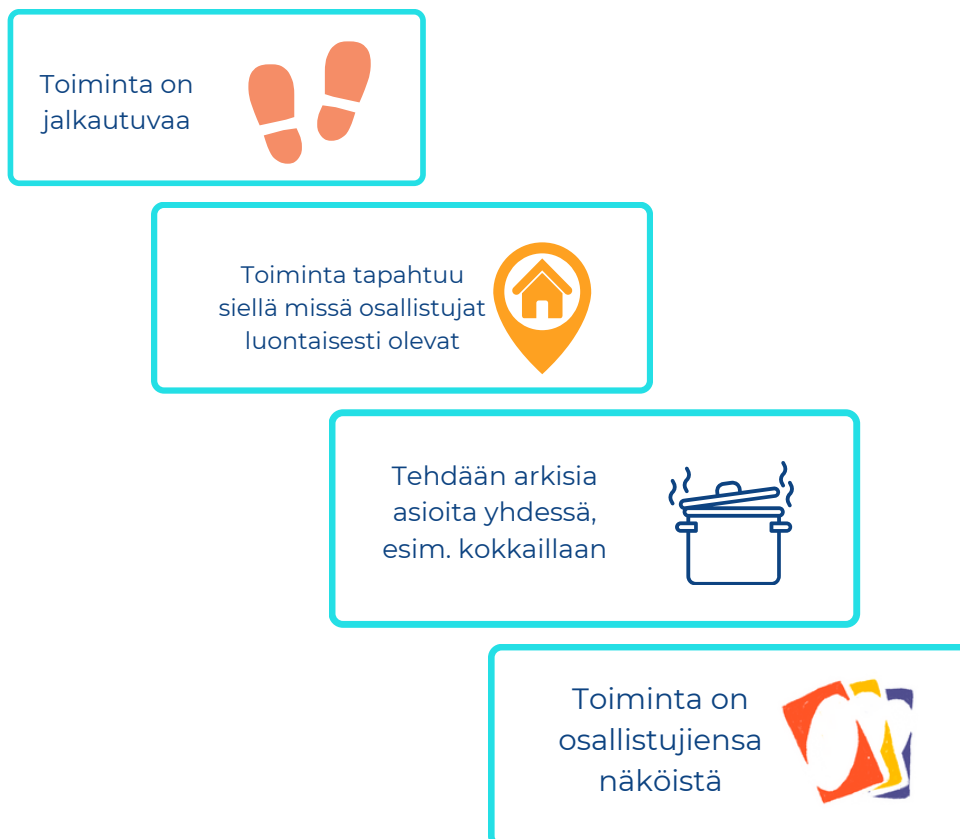 Toiminta on
jalkautuvaa
Toiminta tapahtuu
siellä missä osallistujat
luontaisesti olevat
Tehdään arkisia
asioita yhdessä,
esim. kokkaillaan
Toiminta on
osallistujiensa
näköistä